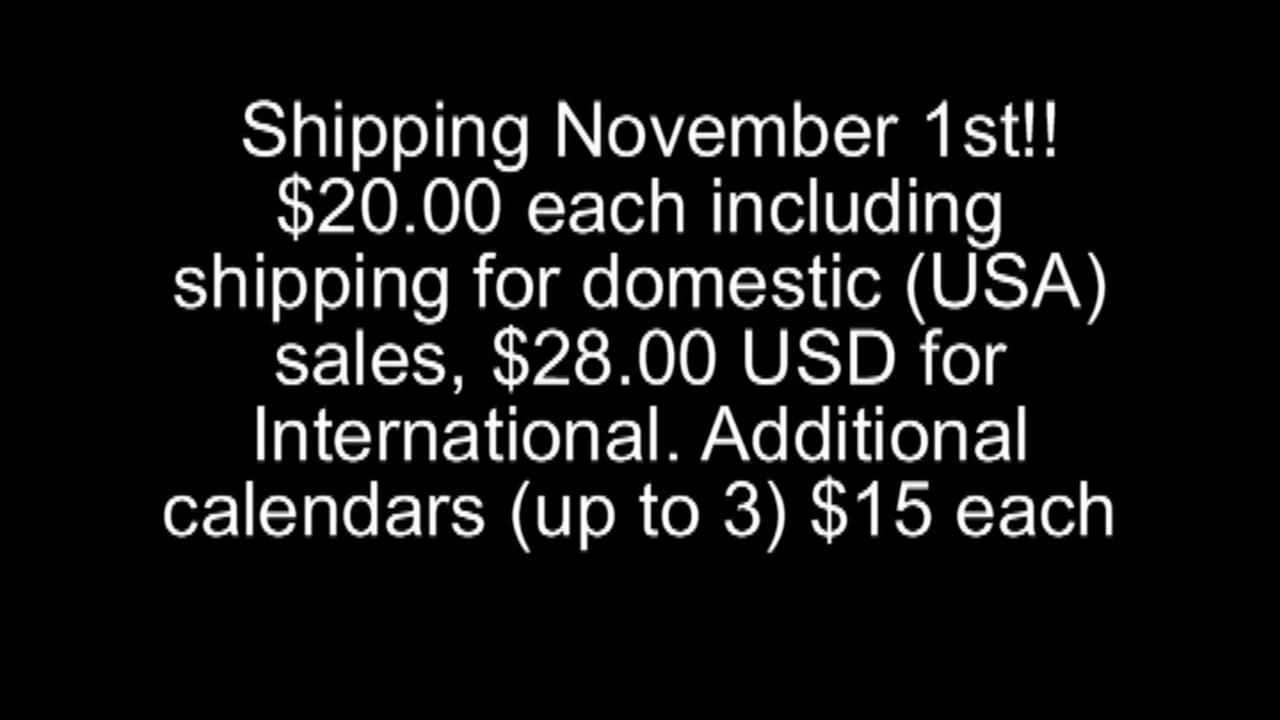 Shipping November 1st!!
$20.00 each including
shipping for domestic (USA)
sales, $28.00 USD for
International. Additional
calendars (up to 3) $15 each